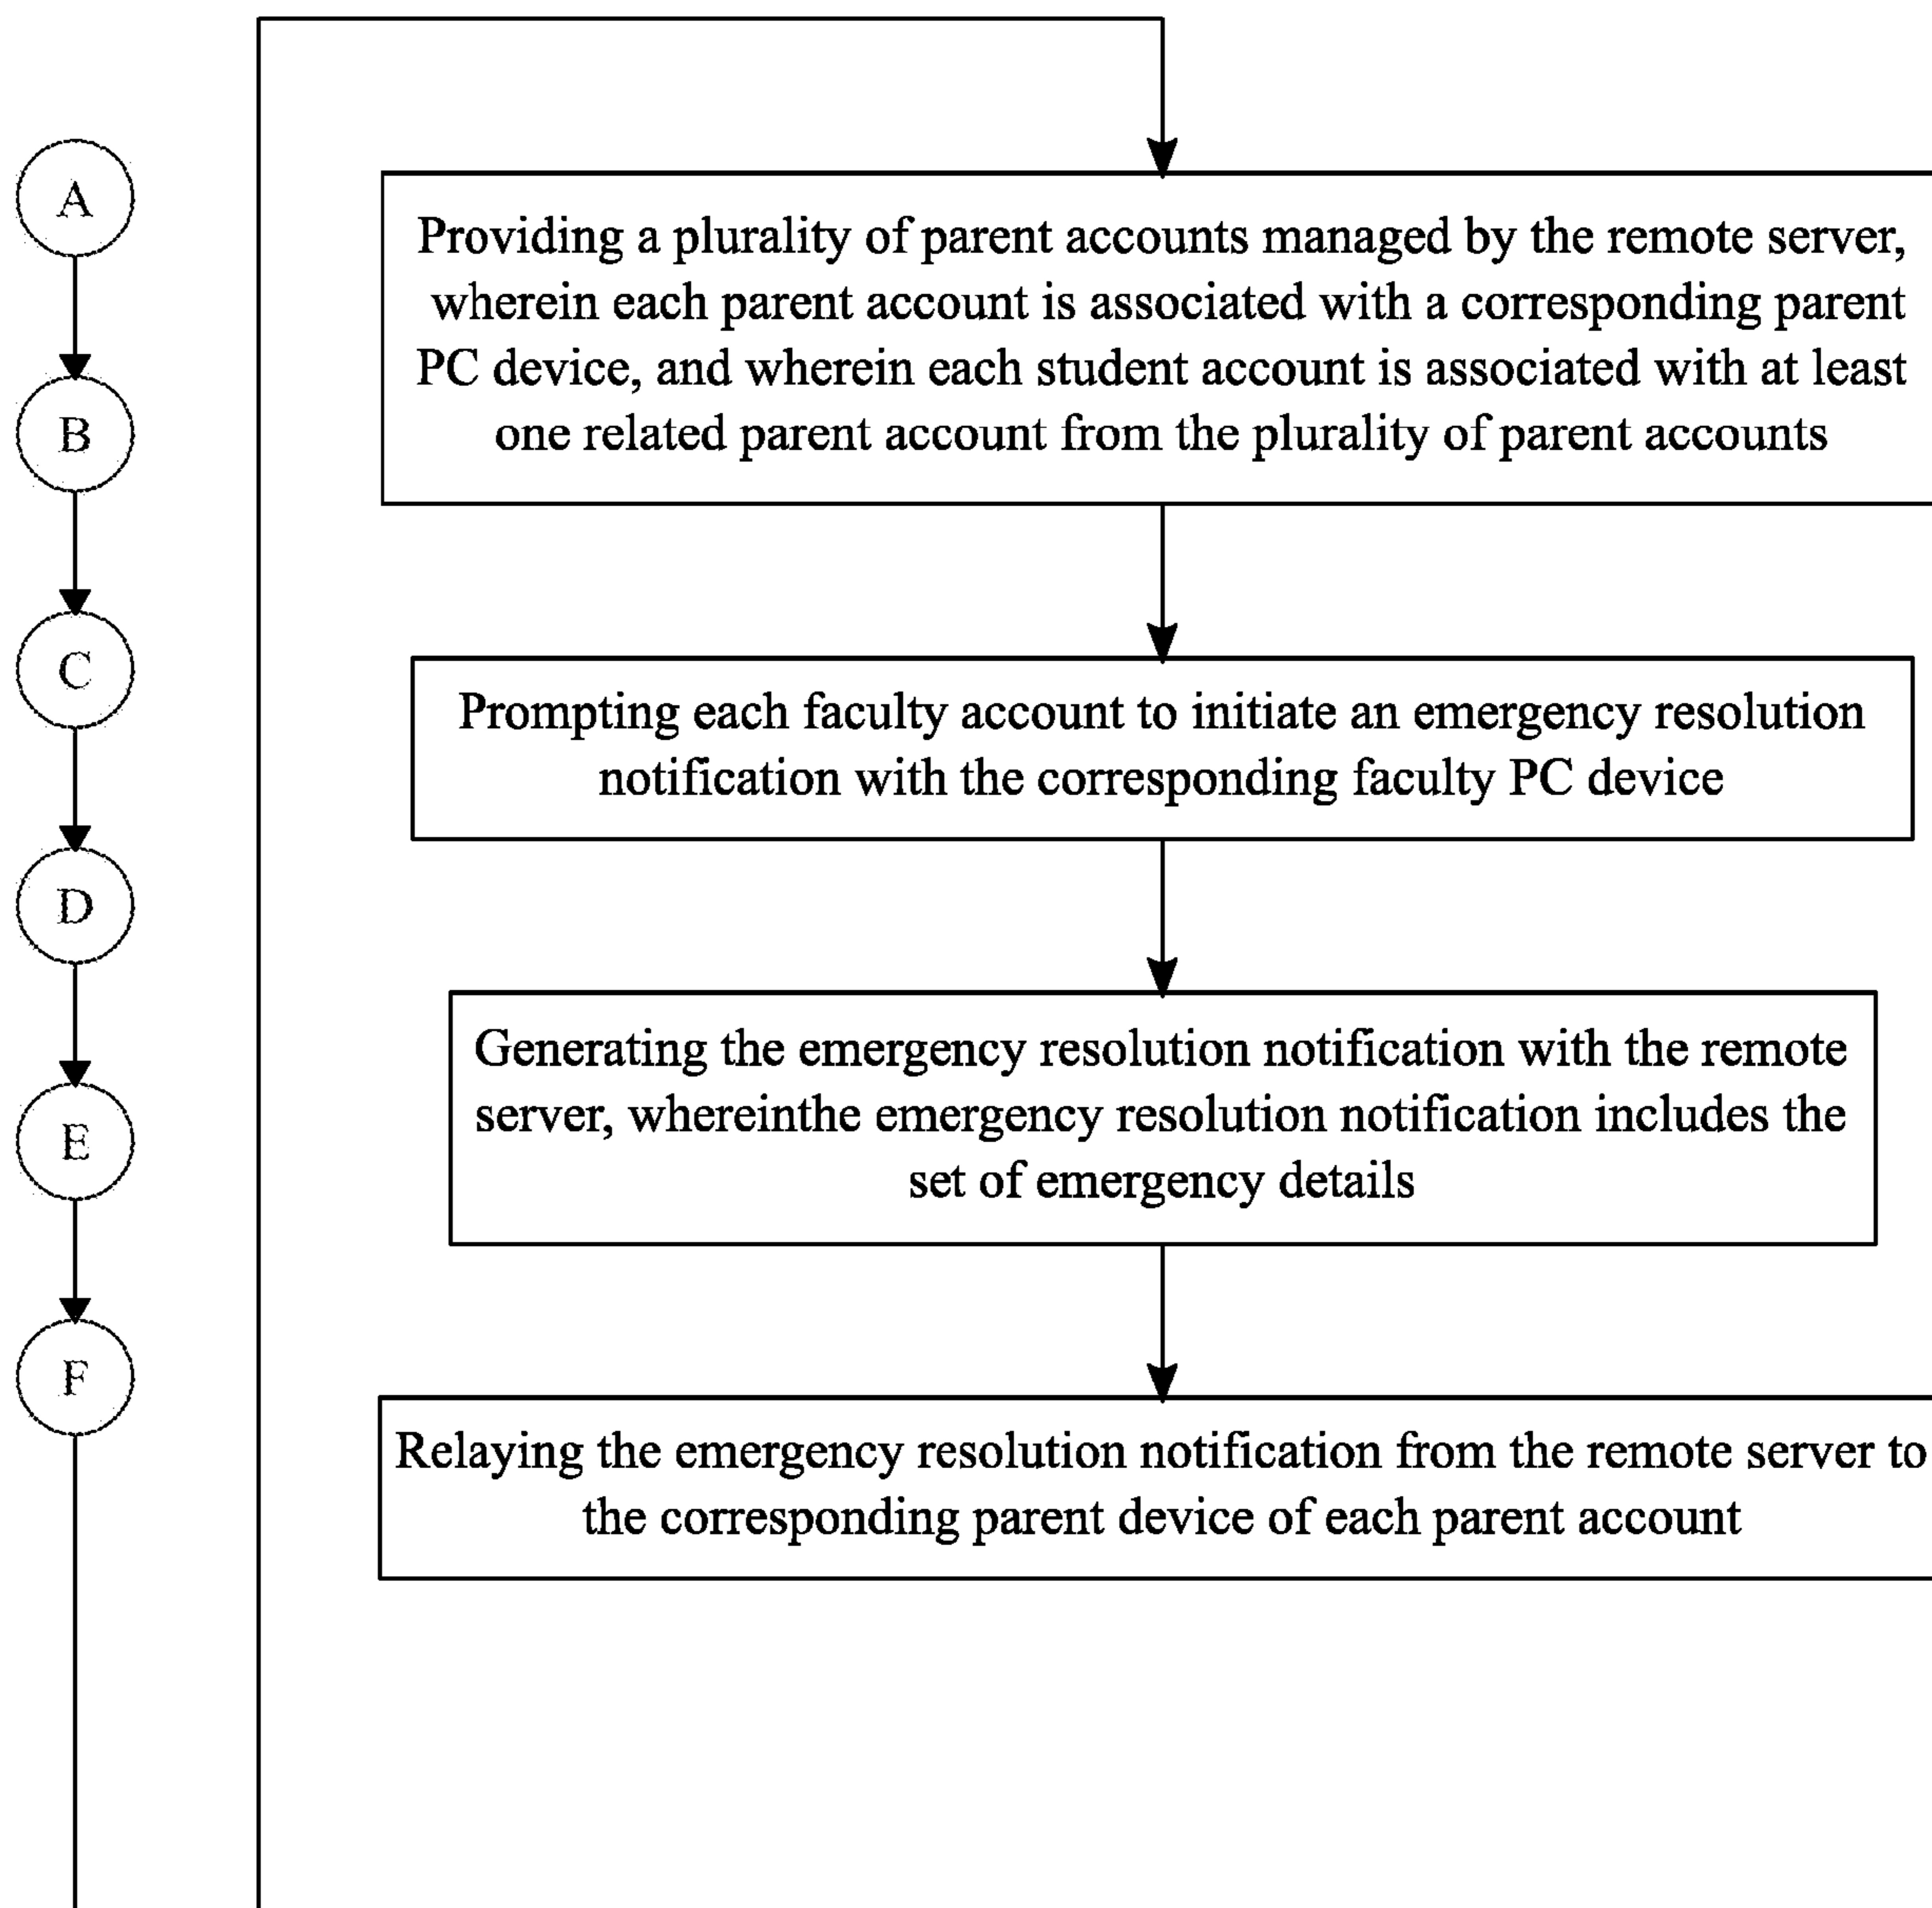 A
B
C
D
E
F
Providing a plurality of parent accounts managed by the remote server,
wherein each parent account is associated with a corresponding parent
PC device, and wherein each student account is associated with at least
one related parent account from the plurality of parent accounts
Prompting each faculty account to initiate an emergency resolution
notification with the corresponding faculty PC device
Generating the emergency resolution notification with the remote
server, whereinthe emergency resolution notification includes the
set of emergency details
Relaying the emergency resolution notification from the remote server to
the corresponding parent device of each parent account